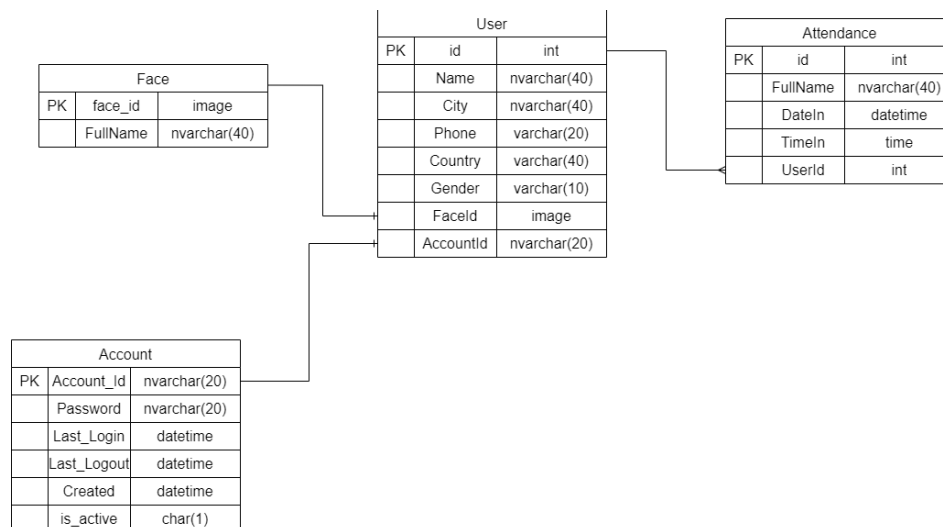 Face
PK face_id image
FullName nvarchar(40)
User
PK id int
Name nvarchar(40)
City nvarchar(40)
Phone varchar(20)
Country varchar(40)
Gender varchar(10)
FaceId image
AccountId nvarchar(20)
Attendance
PK id int
FullName nvarchar(40)
DateIn datetime
TimeIn time
UserId int
Account
PK Account_Id nvarchar(20)
Password nvarchar(20)
Last_Login datetime
Last_Logout datetime
Created datetime
is_active char(1)